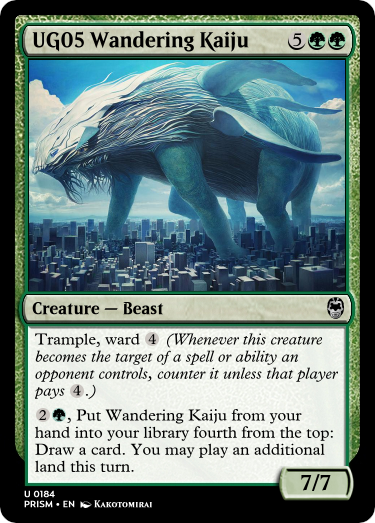 UG05 Wandering Kaiju 5
Creature — Beast
Trample, ward 4 (Whenever this creature
becomes the target of a spell or ability an
opponent controls, counter it unless that player
pays 4.)
2, Put Wandering Kaiju from your
hand into your library fourth from the top:
Draw a card. You may play an additional
land this turn.
7/7
U 0184
PRISM • EN Kakotomirai